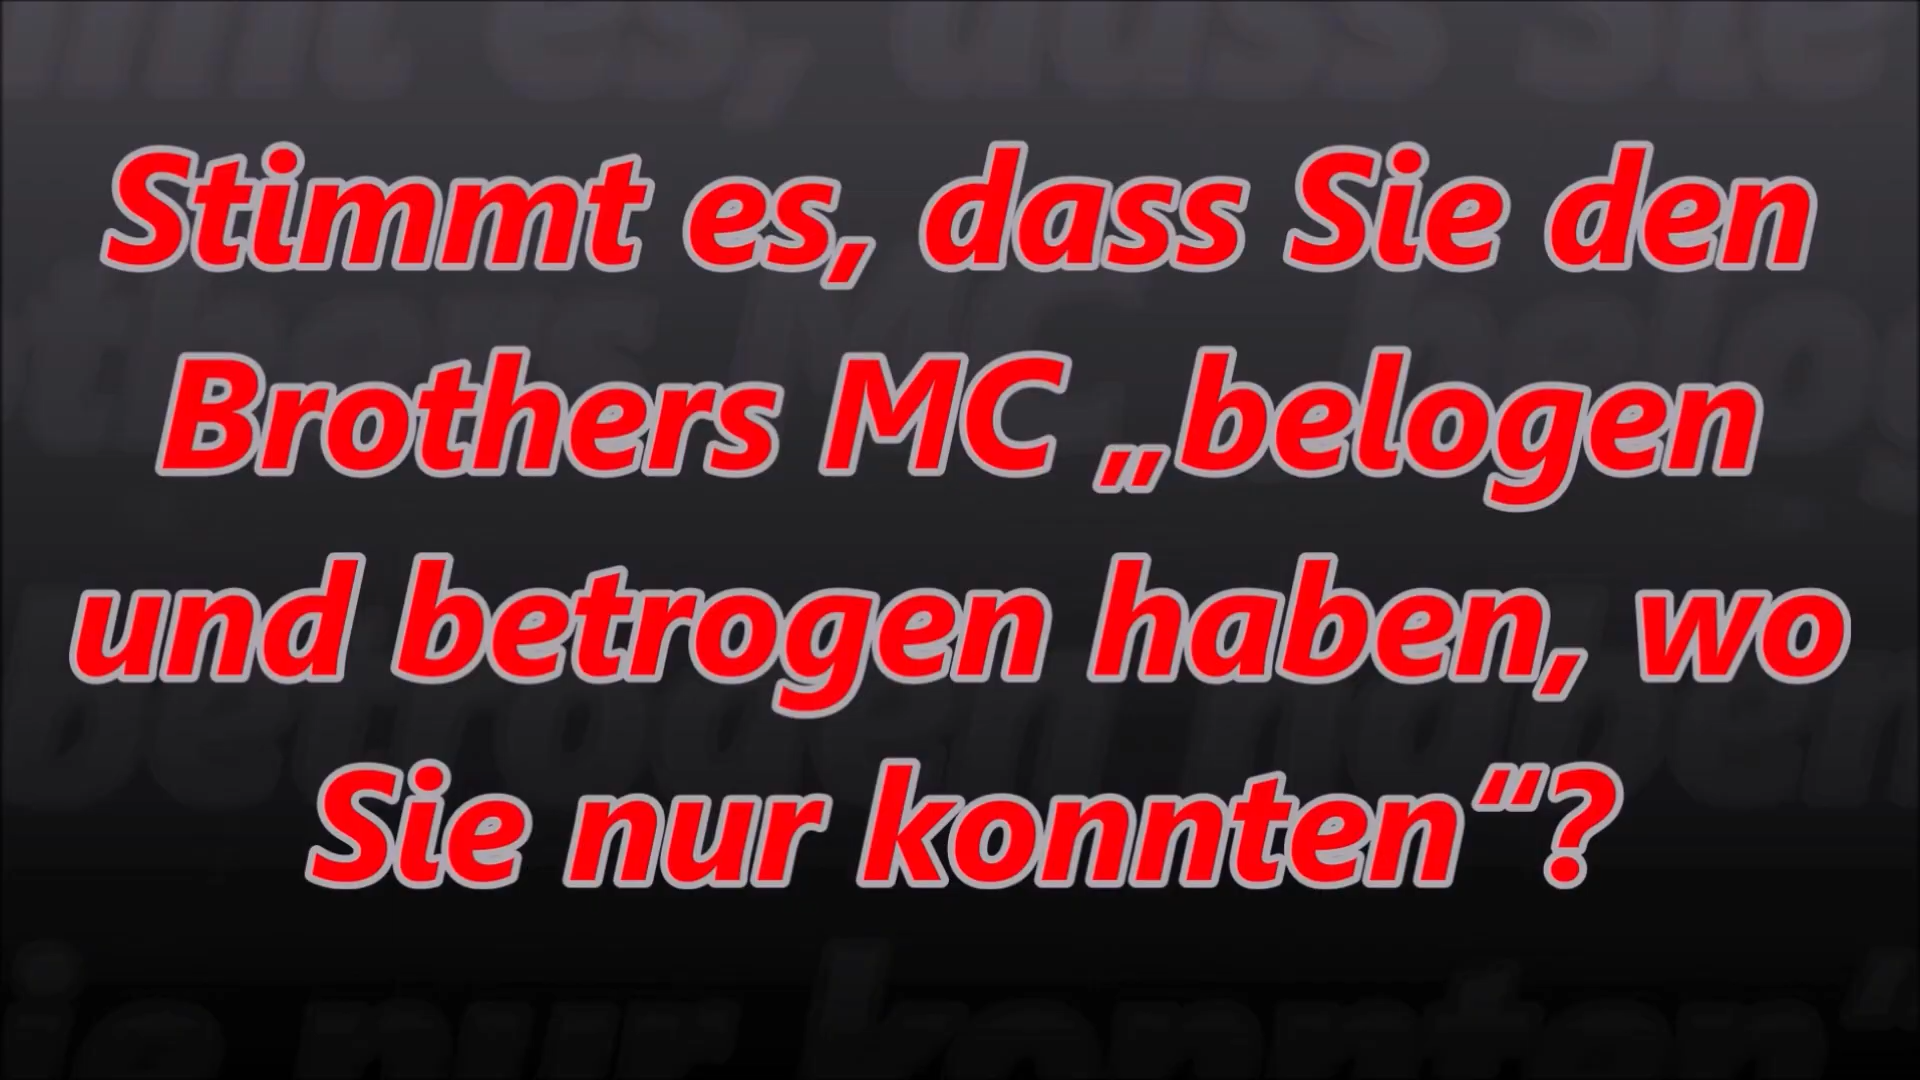 Stimmt es, dass Sie den
Brothers MC „belogen
und betrogen haben, wo
Sie nur konnten“?